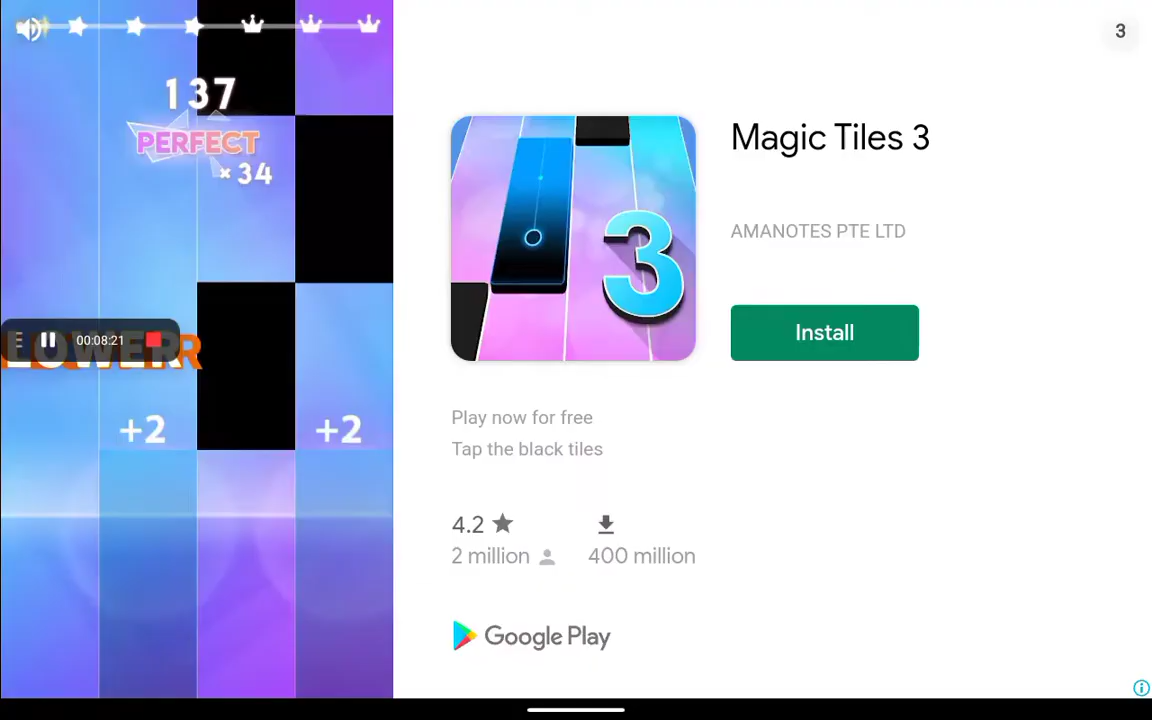 137
PERFECT
× 34
00:08:21
LOWER
+2
+2
3
3
Magic Tiles 3
AMANOTES PTE LTD
Install
Play now for free
Tap the black tiles
4.2
2 million
400 million
Google Play